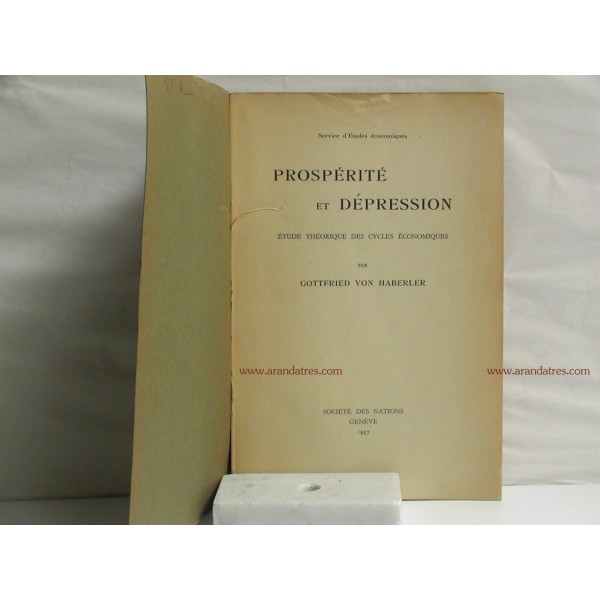 Service d'Études économiques
PROSPÉRITÉ
ET DÉPRESSION
ÉTUDE THÉORIQUE DES CYCLES ÉCONOMIQUES
PAR
GOTTFRIED VON HABERLER
www.arandatres.com www.arandatres.com
SOCIÉTÉ DES NATIONS
GENÈVE
1937